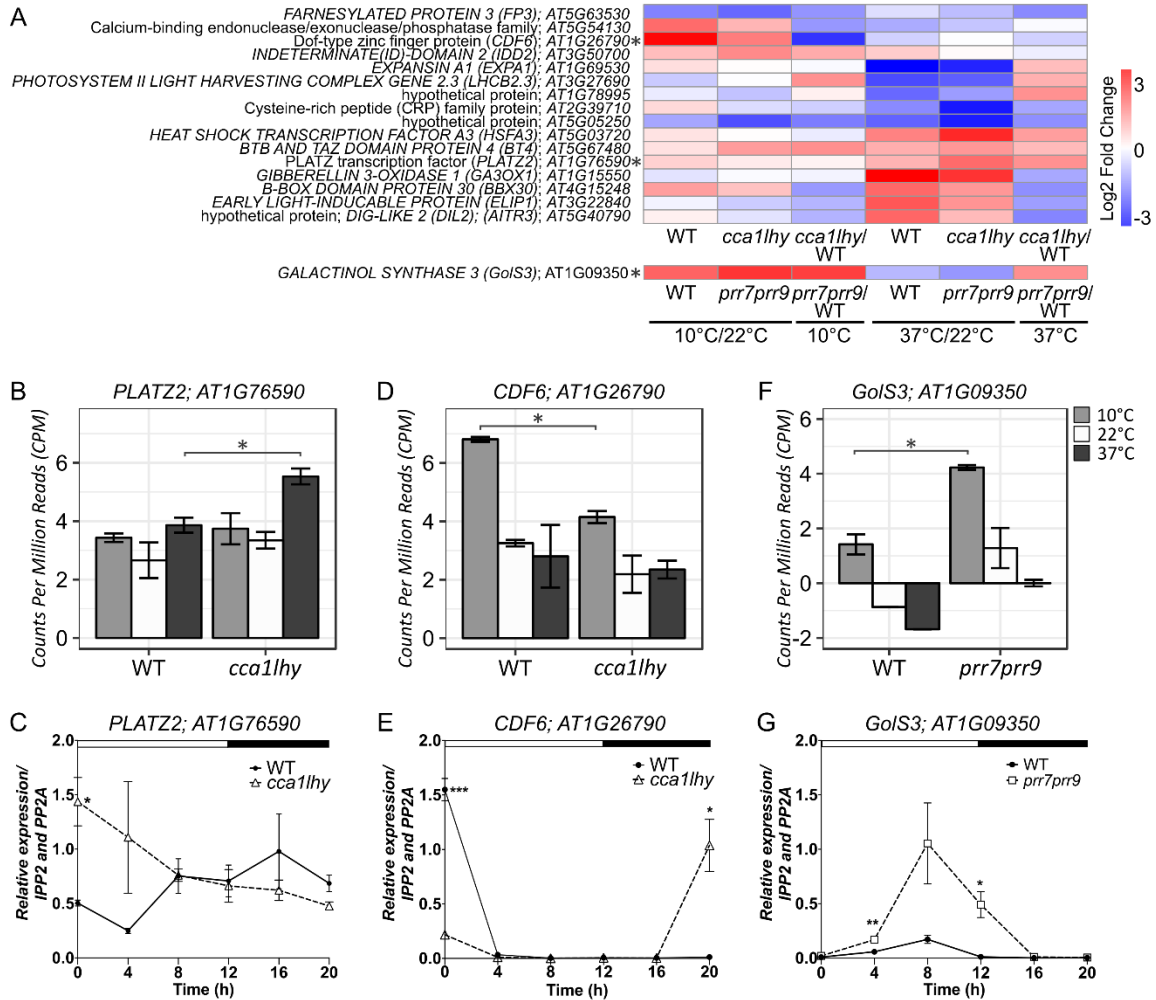 A
FARNESYLATED PROTEIN 3 (FP3); AT5G63530
Calcium-binding endonuclease/exonuclease/phosphatase family; AT5G54130
Dof-type zinc finger protein (CDF6); AT1G26790*
INDETERMINATE(ID)-DOMAIN 2 (IDD2); AT3G50700
EXPANSIN A1 (EXPA1); AT1G69530
PHOTOSYSTEM II LIGHT HARVESTING COMPLEX GENE 2.3 (LHCB2.3); AT3G27690
hypothetical protein; AT1G78995
Cysteine-rich peptide (CRP) family protein; AT2G39710
hypothetical protein; AT5G05250
HEAT SHOCK TRANSCRIPTION FACTOR A3 (HSFA3); AT5G03720
BTB AND TAZ DOMAIN PROTEIN 4 (BT4); AT5G67480
PLATZ transcription factor (PLATZ2); AT1G76590*
GIBBERELLIN 3-OXIDASE 1 (GA3OX1); AT1G15550
B-BOX DOMAIN PROTEIN 30 (BBX30); AT4G15248
EARLY LIGHT-INDUCABLE PROTEIN (ELIP1); AT3G22840
hypothetical protein; DIG-LIKE 2 (DIL2); (AITR3); AT5G40790
3
0
-3
Log2 Fold Change
WT cca1lhy cca1lhy/ WT cca1lhy cca1lhy/
WT WT
GALACTINOL SYNTHASE 3 (GolS3); AT1G09350*
WT prr7prr9 prr7prr9/ WT prr7prr9 prr7prr9/
WT WT
10°C/22°C 10°C 37°C/22°C 37°C
B
PLATZ2; AT1G76590
Counts Per Million Reads (CPM)
6
4
2
0
*
WT cca1lhy
D
CDF6; AT1G26790
Counts Per Million Reads (CPM)
6
4
2
0
*
WT cca1lhy
F
GolS3; AT1G09350
Counts Per Million Reads (CPM)
6
4
2
0
-2
*
WT prr7prr9
10°C
22°C
37°C
C
PLATZ2; AT1G76590
Relative expression/
IPP2 and PP2A
2.0
1.5
1.0
0.5
0.0
WT
cca1lhy
*
0 4 8 12 16 20
Time (h)
E
CDF6; AT1G26790
Relative expression/
IPP2 and PP2A
2.0
1.5
1.0
0.5
0.0
WT
cca1lhy
***
*
0 4 8 12 16 20
Time (h)
G
GolS3; AT1G09350
Relative expression/
IPP2 and PP2A
2.0
1.5
1.0
0.5
0.0
WT
prr7prr9
**
*
0 4 8 12 16 20
Time (h)